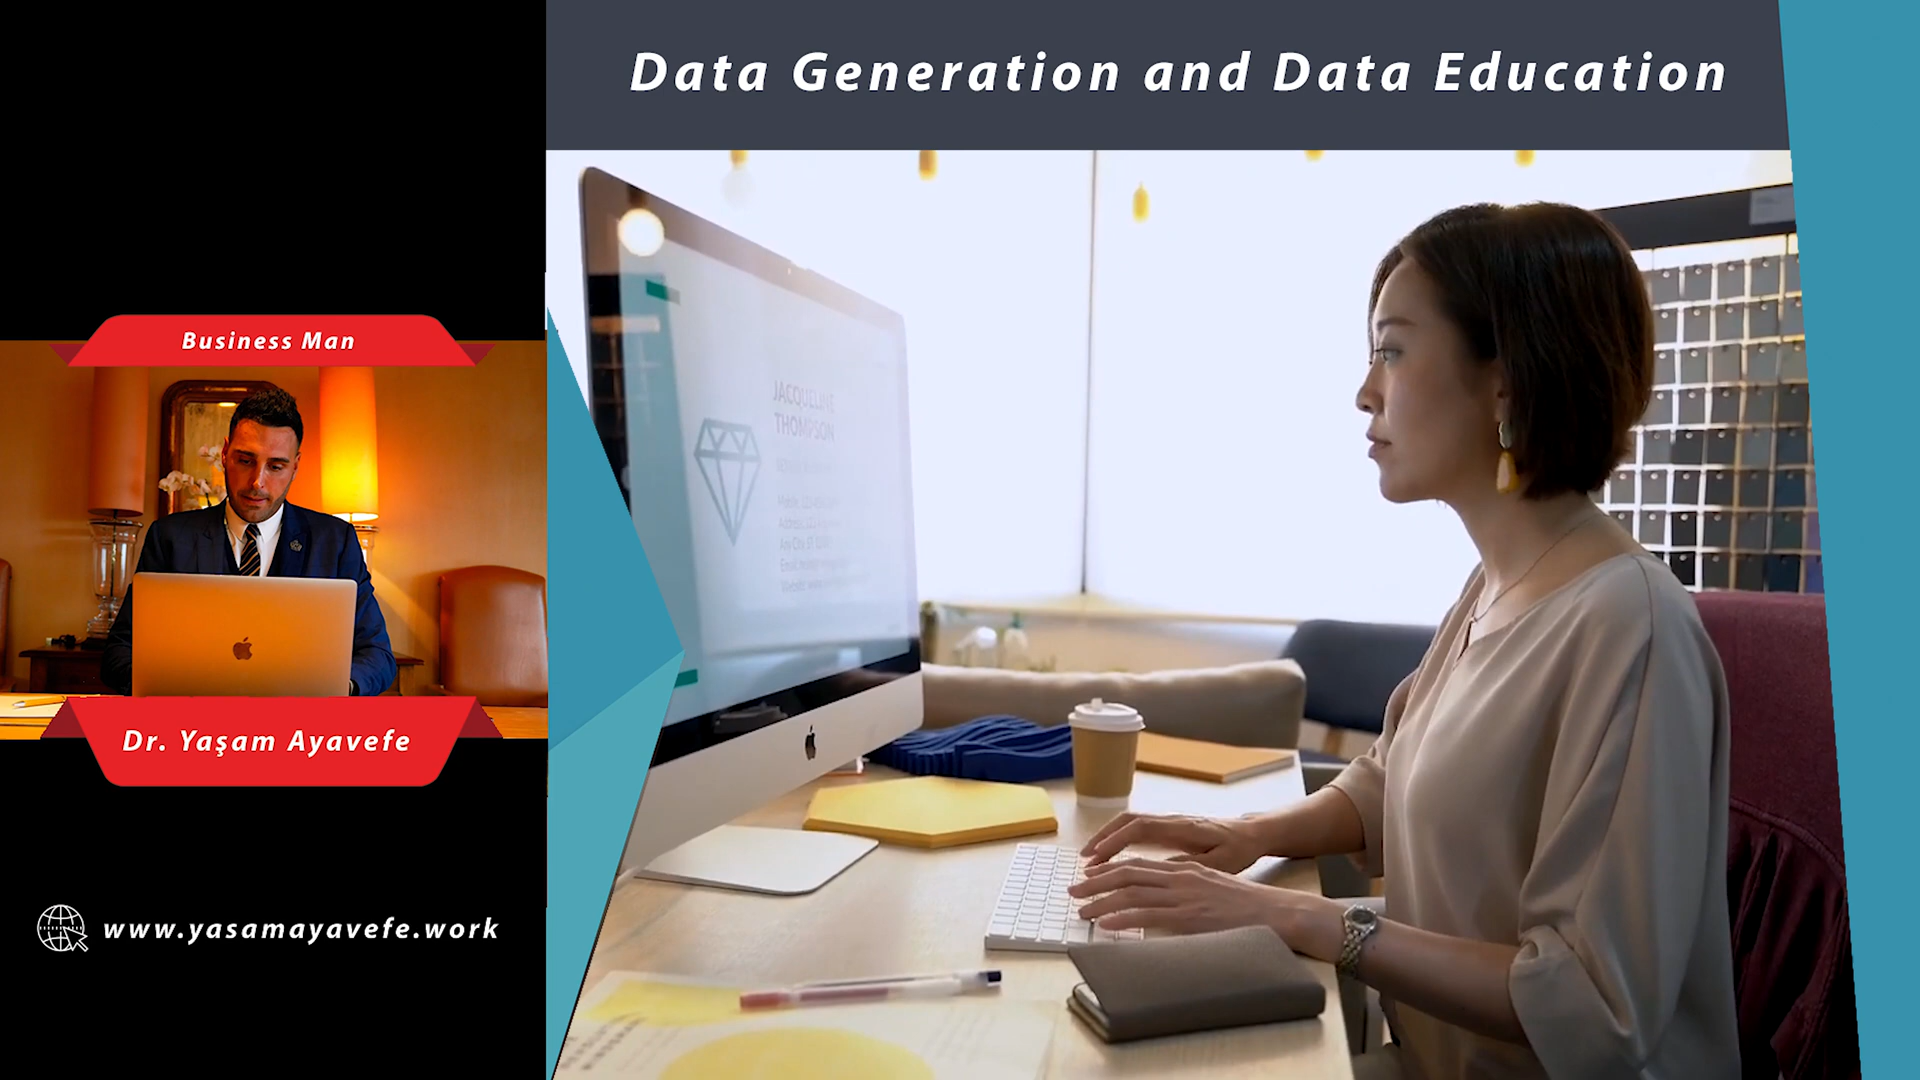 Data Generation and Data Education
Business Man
Dr. Yaşam Ayavefe
www.yasamayavefe.work
JACQUELINE
THOMPSON